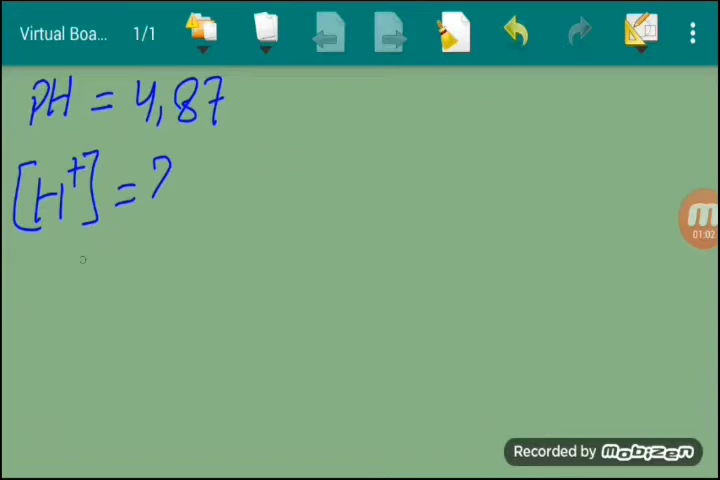 Virtual Boa... 1/1
PH = 4,87
[H+] = ?
01:02
Recorded by mobizen